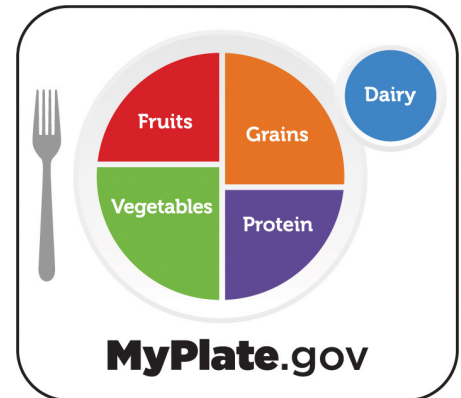 Dairy
Fruits
Grains
Vegetables
Protein
MyPlate.gov